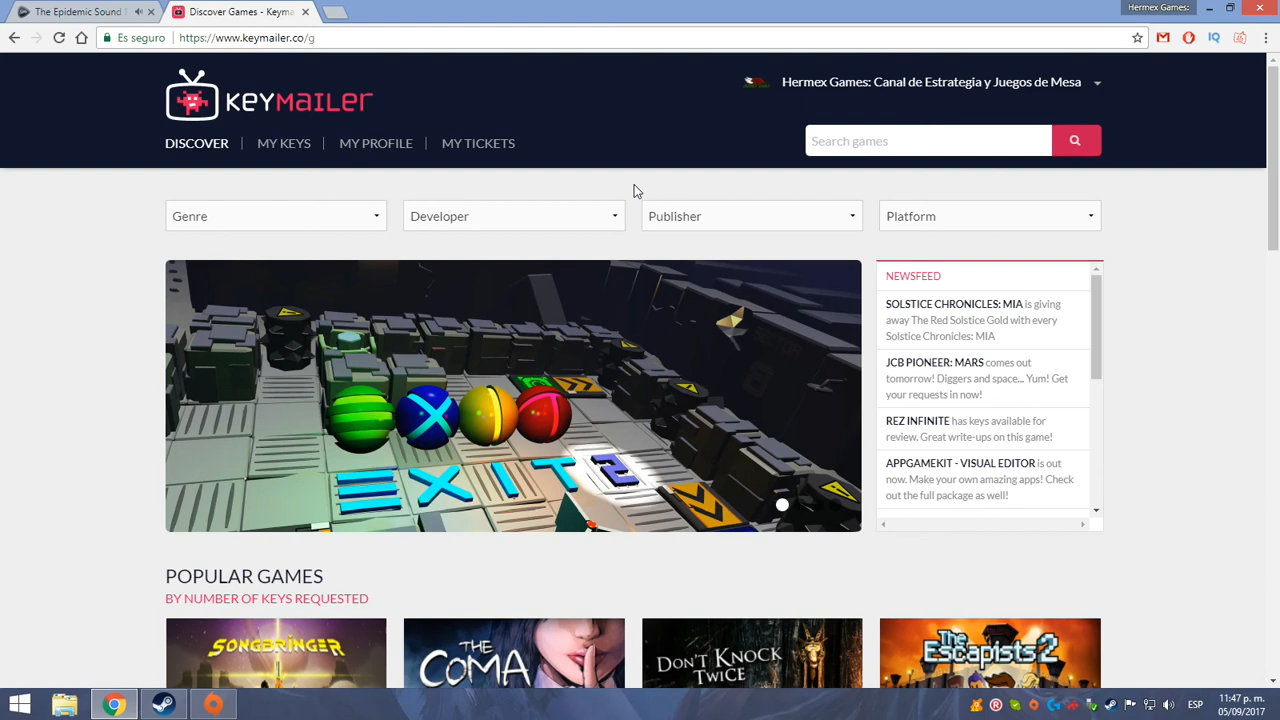 The Epidemic Sound
Discover Games - Keyma
Hermex Games:
Es seguro
https://www.keymailer.co/g
KEYMAILER
Hermex Games: Canal de Estrategia y Juegos de Mesa
DISCOVER
MY KEYS
MY PROFILE
MY TICKETS
Search games
Genre
Developer
Publisher
Platform
EXIT 2
NEWSFEED
SOLSTICE CHRONICLES: MIA is giving
away The Red Solstice Gold with every
Solstice Chronicles: MIA
JCB PIONEER: MARS comes out
tomorrow! Diggers and space... Yum! Get
your requests in now!
REZ INFINITE has keys available for
review. Great write-ups on this game!
APPGAMEKIT - VISUAL EDITOR is out
now. Make your own amazing apps! Check
out the full package as well!
POPULAR GAMES
BY NUMBER OF KEYS REQUESTED
SONGBRINGER
THE
COMA
DON'T KNOCK
TWICE
The
Escapists 2
ESP
11:47 p. m.
05/09/2017